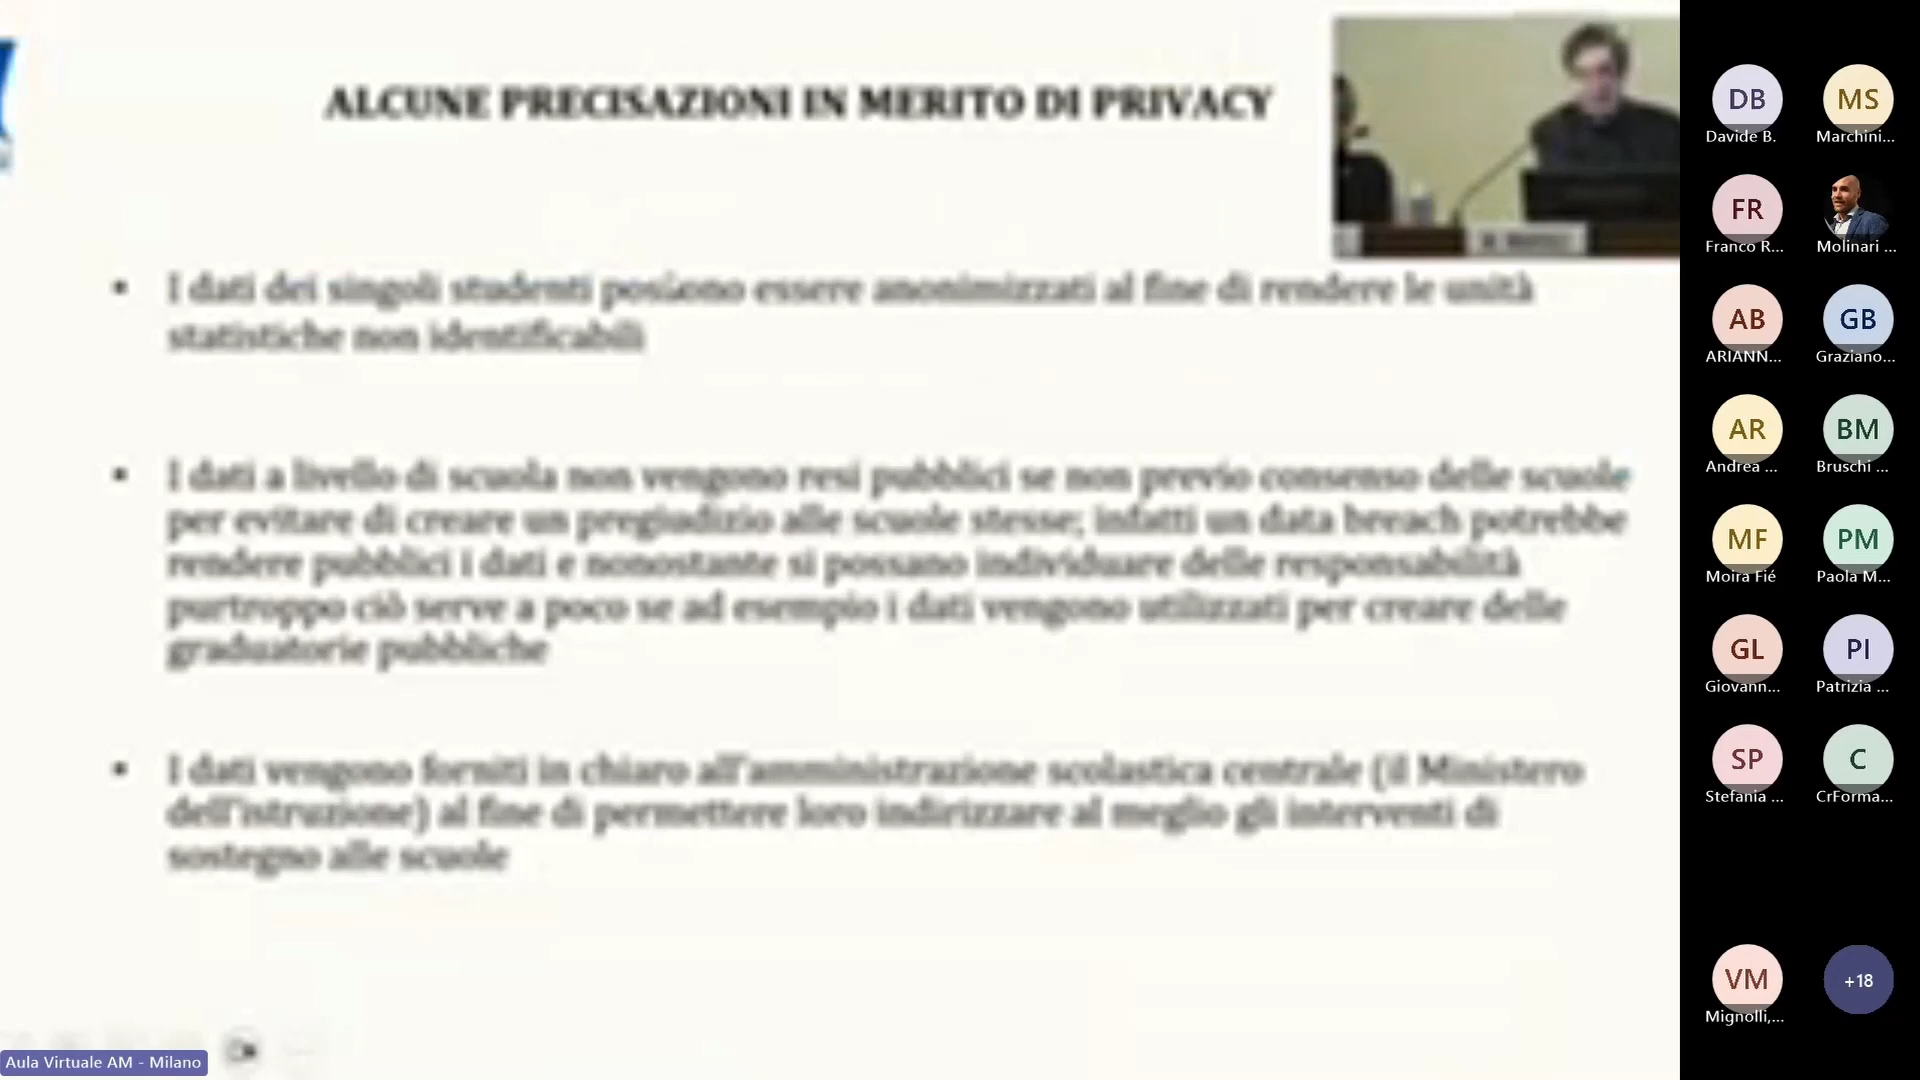 ALCUNE PRECISAZIONI IN MERITO DI PRIVACY
I dati dei singoli studenti possono essere anonimizzati al fine di rendere le unità
statistiche non identificabili
I dati a livello di scuola non vengono resi pubblici se non previo consenso delle scuole
per evitare di creare un pregiudizio alle scuole stesse; infatti un data breach potrebbe
rendere pubblici i dati e nonostante si possano individuare delle responsabilità
purtroppo ciò serve a poco se ad esempio i dati vengono utilizzati per creare delle
graduatorie pubbliche
I dati vengono forniti in chiaro all'amministrazione scolastica centrale (il Ministero
dell'istruzione) al fine di permettere loro indirizzare al meglio gli interventi di
sostegno alle scuole
Aula Virtuale AM - Milano
DB
Davide B.
MS
Marchini...
FR
Franco R...
Molinari ...
AB
ARIANN...
GB
Graziano...
AR
Andrea ...
BM
Bruschi ...
MF
Moira Fié
PM
Paola M...
GL
Giovann...
PI
Patrizia ...
SP
Stefania ...
C
CrForma...
VM
Mignolli,...
+18